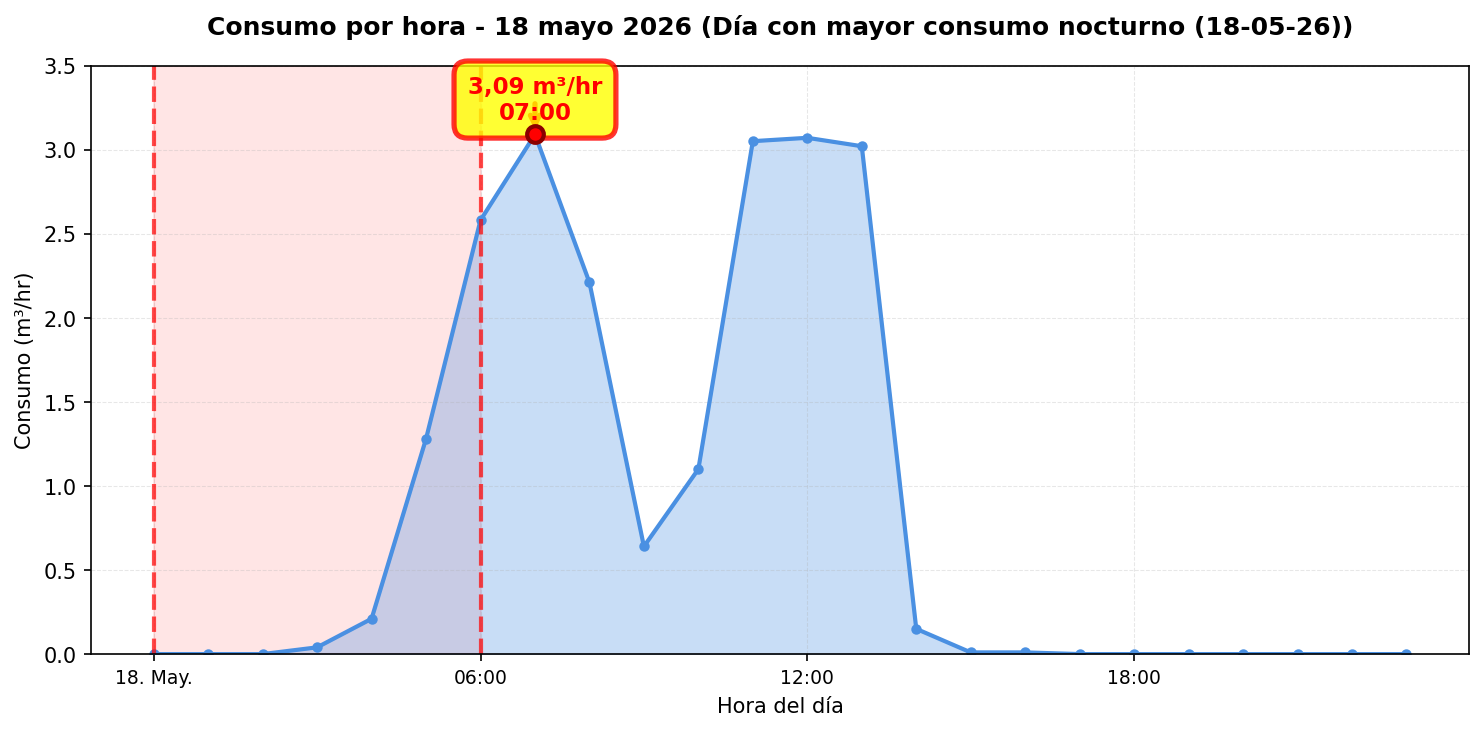 Consumo por hora - 18 mayo 2026 (Día con mayor consumo nocturno (18-05-26))
3,09 m³/hr
07:00
Consumo (m³/hr)
3.5
3.0
2.5
2.0
1.5
1.0
0.5
0.0
18. May.
06:00
12:00
18:00
Hora del día